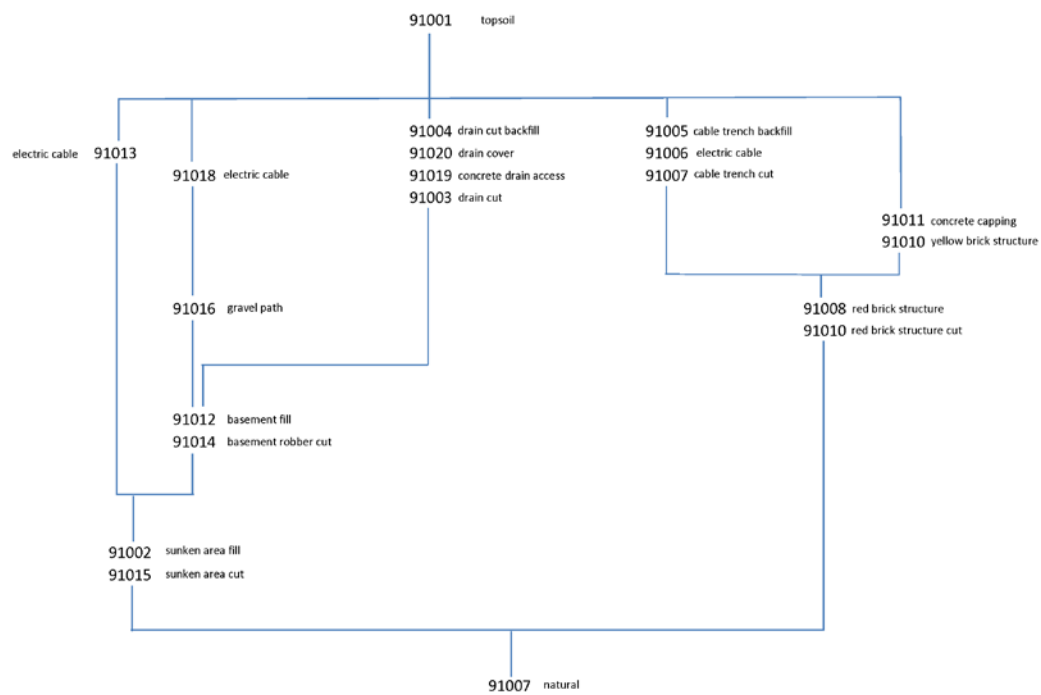 91001 topsoil
91004 drain cut backfill
91005 cable trench backfill
electric cable 91013
91020 drain cover
91006 electric cable
91018 electric cable
91019 concrete drain access
91007 cable trench cut
91003 drain cut
91011 concrete capping
91010 yellow brick structure
91016 gravel path
91008 red brick structure
91010 red brick structure cut
91012 basement fill
91014 basement robber cut
91002 sunken area fill
91015 sunken area cut
91007 natural